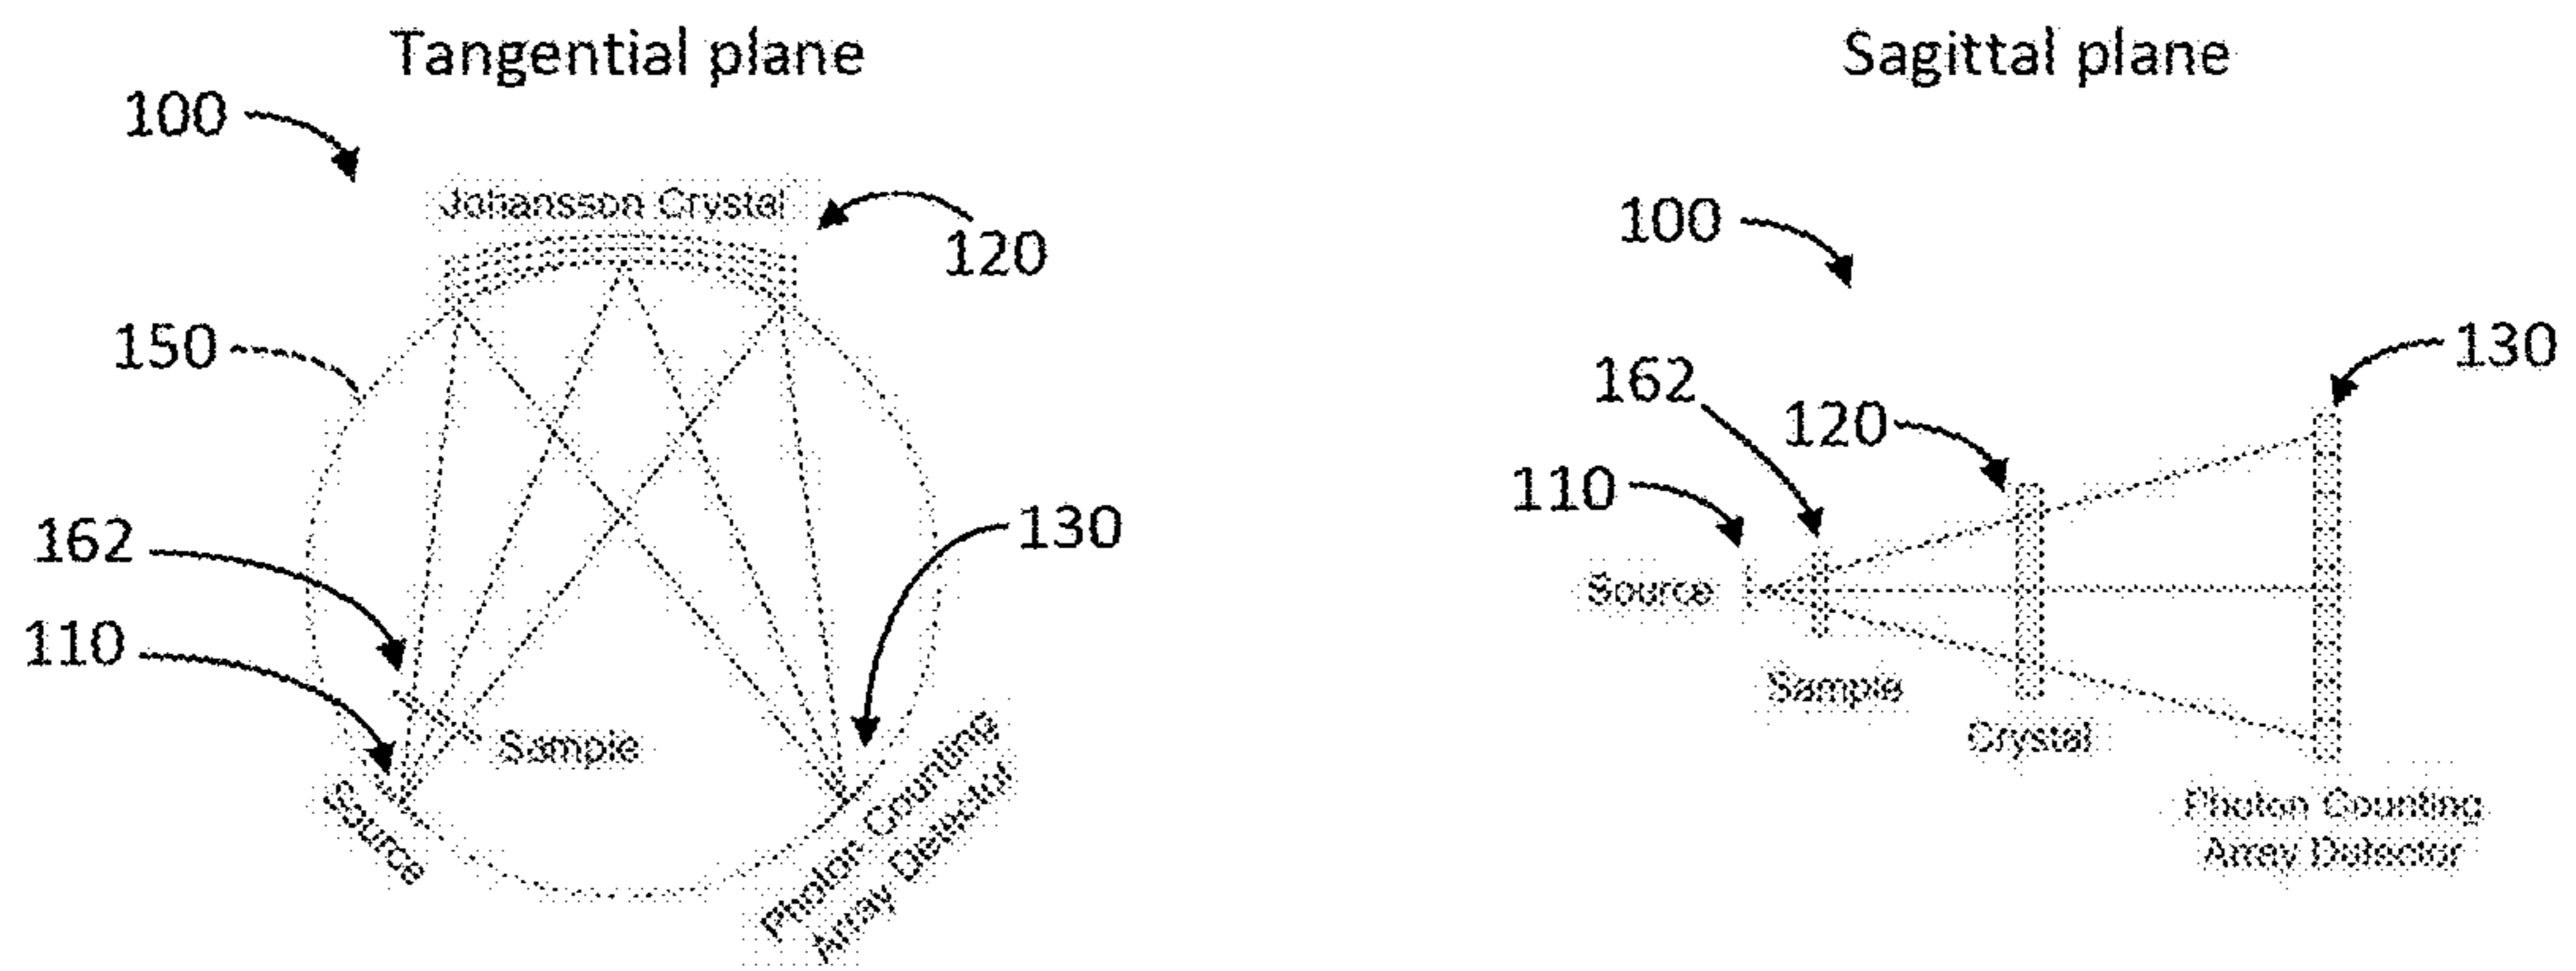 Tangential plane
100
Johansson Crystal
120
150
162
130
110
Sample
Source
Photon Counting
Array Detector
Sagittal plane
100
130
162
120
110
Source
Sample
Crystal
Photon Counting
Array Detector